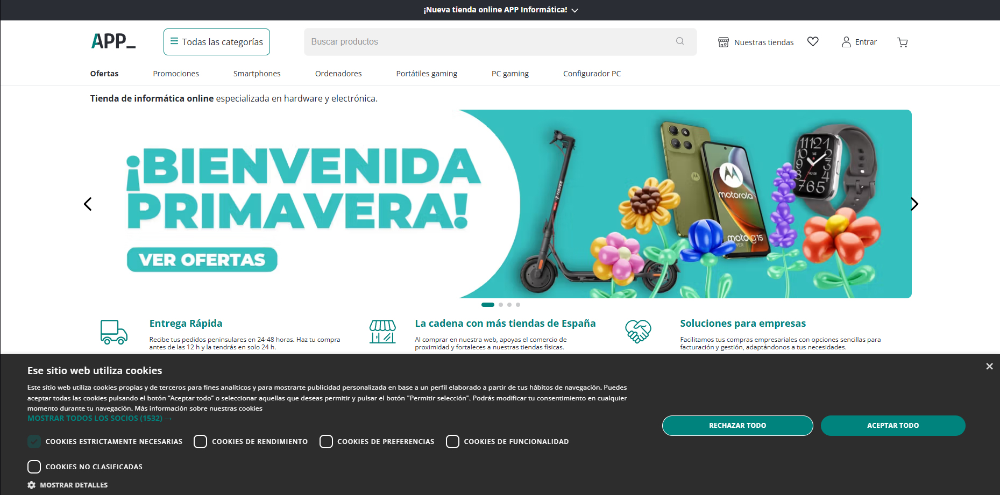 ¡Nueva tienda online APP Informática!
APP_
Todas las categorías
Buscar productos
Nuestras tiendas
Entrar
Ofertas
Promociones
Smartphones
Ordenadores
Portátiles gaming
PC gaming
Configurador PC
Tienda de informática online especializada en hardware y electrónica.
¡BIENVENIDA
PRIMAVERA!
VER OFERTAS
NAVEE
motorola
moto g15
POWER
11 12 1
10 2
9 3
8 4
7 6 5
THU 08
Entrega Rápida
Recibe tus pedidos peninsulares en 24-48 horas. Haz tu compra
antes de las 12 h y la tendrás en solo 24 h.
La cadena con más tiendas de España
Al comprar en nuestra web, apoyas el comercio de
proximidad y fortaleces a nuestras tiendas físicas.
Soluciones para empresas
Facilitamos tus compras empresariales con opciones sencillas para
facturación y gestión, adaptándonos a tus necesidades.
Ese sitio web utiliza cookies
Este sitio web utiliza cookies propias y de terceros para fines analíticos y para mostrarte publicidad personalizada en base a un perfil elaborado a partir de tus hábitos de navegación. Puedes
aceptar todas las cookies pulsando el botón “Aceptar todo” o seleccionar aquellas que deseas permitir y pulsar el botón "Permitir selección". Podrás modificar tu consentimiento en cualquier
momento durante tu navegación. Más información sobre nuestras cookies
MOSTRAR TODOS LOS SOCIOS (1532) →
COOKIES ESTRICTAMENTE NECESARIAS
COOKIES DE RENDIMIENTO
COOKIES DE PREFERENCIAS
COOKIES DE FUNCIONALIDAD
COOKIES NO CLASIFICADAS
MOSTRAR DETALLES
RECHAZAR TODO
ACEPTAR TODO